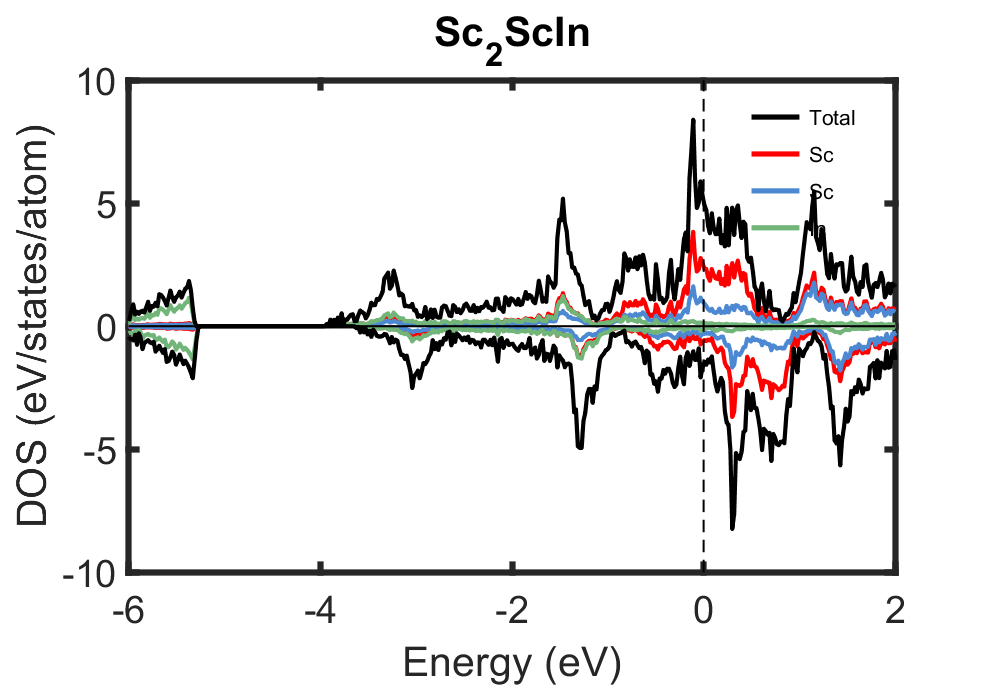 Sc2ScIn
10
5
0
-5
-10
DOS (eV/states/atom)
-6
-4
-2
0
2
Energy (eV)
Total
Sc
Sc